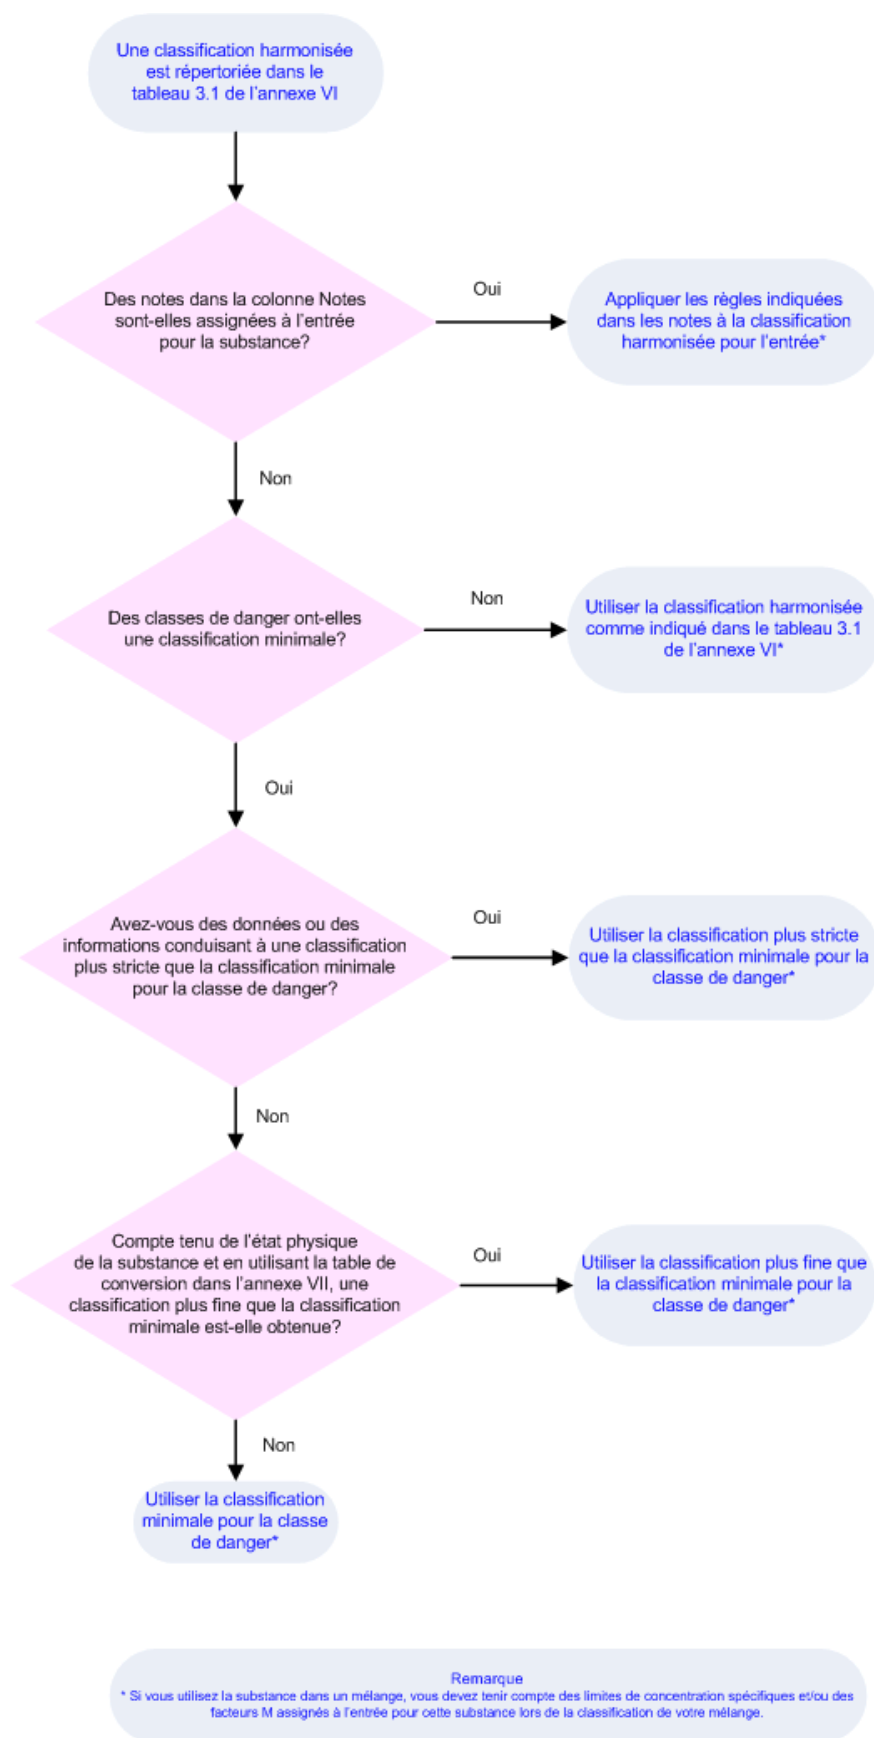 Une classification harmonisée
est répertoriée dans le
tableau 3.1 de l'annexe VI
Des notes dans la colonne Notes
sont-elles assignées à l'entrée
pour la substance?
Oui
Appliquer les règles indiquées
dans les notes à la classification
harmonisée pour l'entrée*
Non
Des classes de danger ont-elles
une classification minimale?
Non
Utiliser la classification harmonisée
comme indiqué dans le tableau 3.1
de l'annexe VI*
Oui
Avez-vous des données ou des
informations conduisant à une classification
plus stricte que la classification minimale
pour la classe de danger?
Oui
Utiliser la classification plus stricte
que la classification minimale pour la
classe de danger*
Non
Compte tenu de l'état physique
de la substance et en utilisant la table de
conversion dans l'annexe VII, une
classification plus fine que la classification
minimale est-elle obtenue?
Oui
Utiliser la classification plus fine que
la classification minimale pour la
classe de danger*
Non
Utiliser la classification
minimale pour la classe
de danger*
Remarque
* Si vous utilisez la substance dans un mélange, vous devez tenir compte des limites de concentration spécifiques et/ou des
facteurs M assignés à l'entrée pour cette substance lors de la classification de votre mélange.